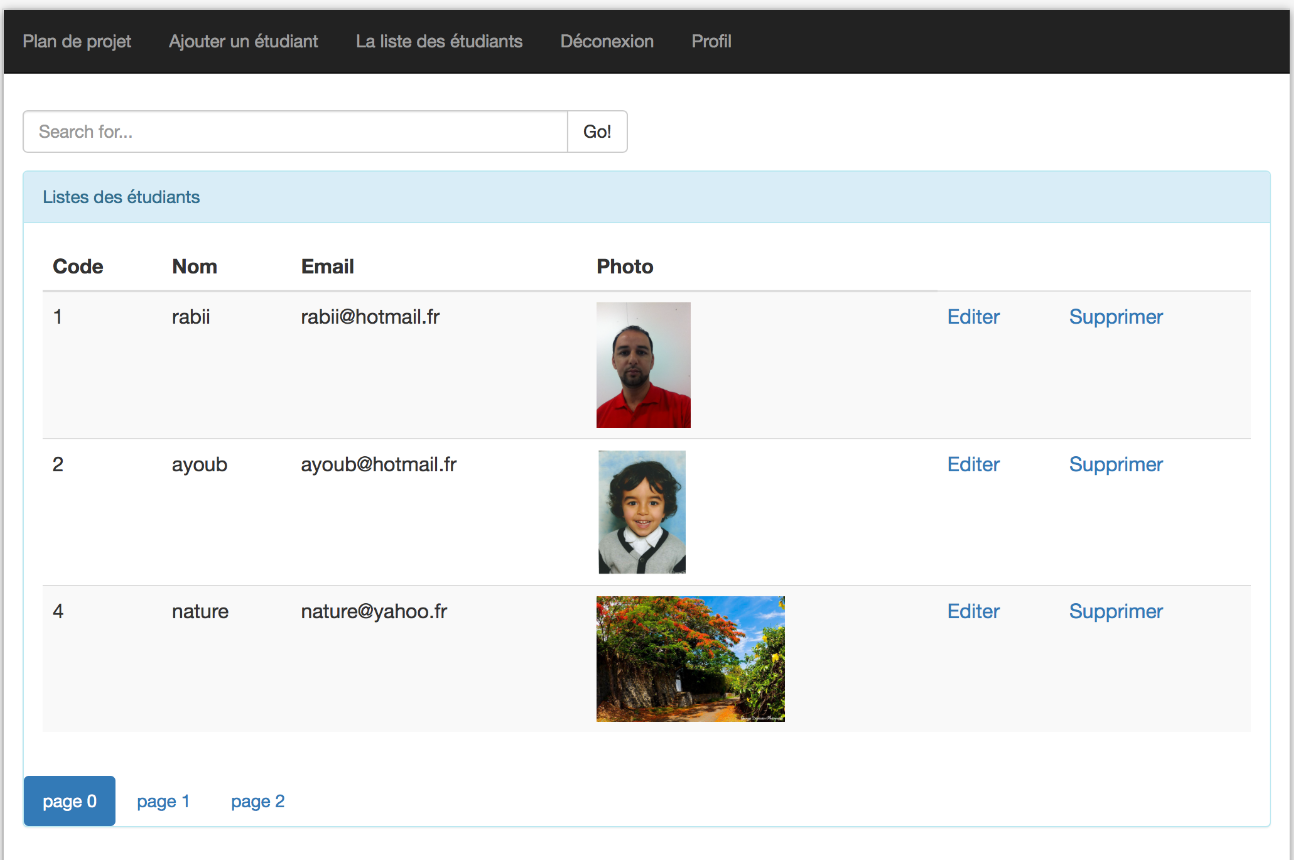 Plan de projet Ajouter un étudiant La liste des étudiants Déconexion Profil
Search for... Go!
Listes des étudiants
Code Nom Email Photo
1 rabii rabii@hotmail.fr Editer Supprimer
2 ayoub ayoub@hotmail.fr Editer Supprimer
4 nature nature@yahoo.fr Editer Supprimer
page 0 page 1 page 2